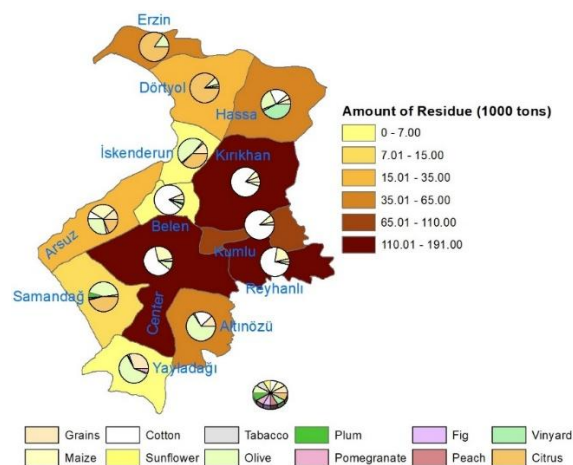 Erzin
Dörtyol
Hassa
İskenderun
Kırıkhan
Belen
Arsuz
Kumlu
Reyhanlı
Samandağ
Center
Altınözü
Yayladağı
Amount of Residue (1000 tons)
0 - 7.00
7.01 - 15.00
15.01 - 35.00
35.01 - 65.00
65.01 - 110.00
110.01 - 191.00
Grains Cotton Tabacco Plum Fig Vinyard
Maize Sunflower Olive Pomegranate Peach Citrus